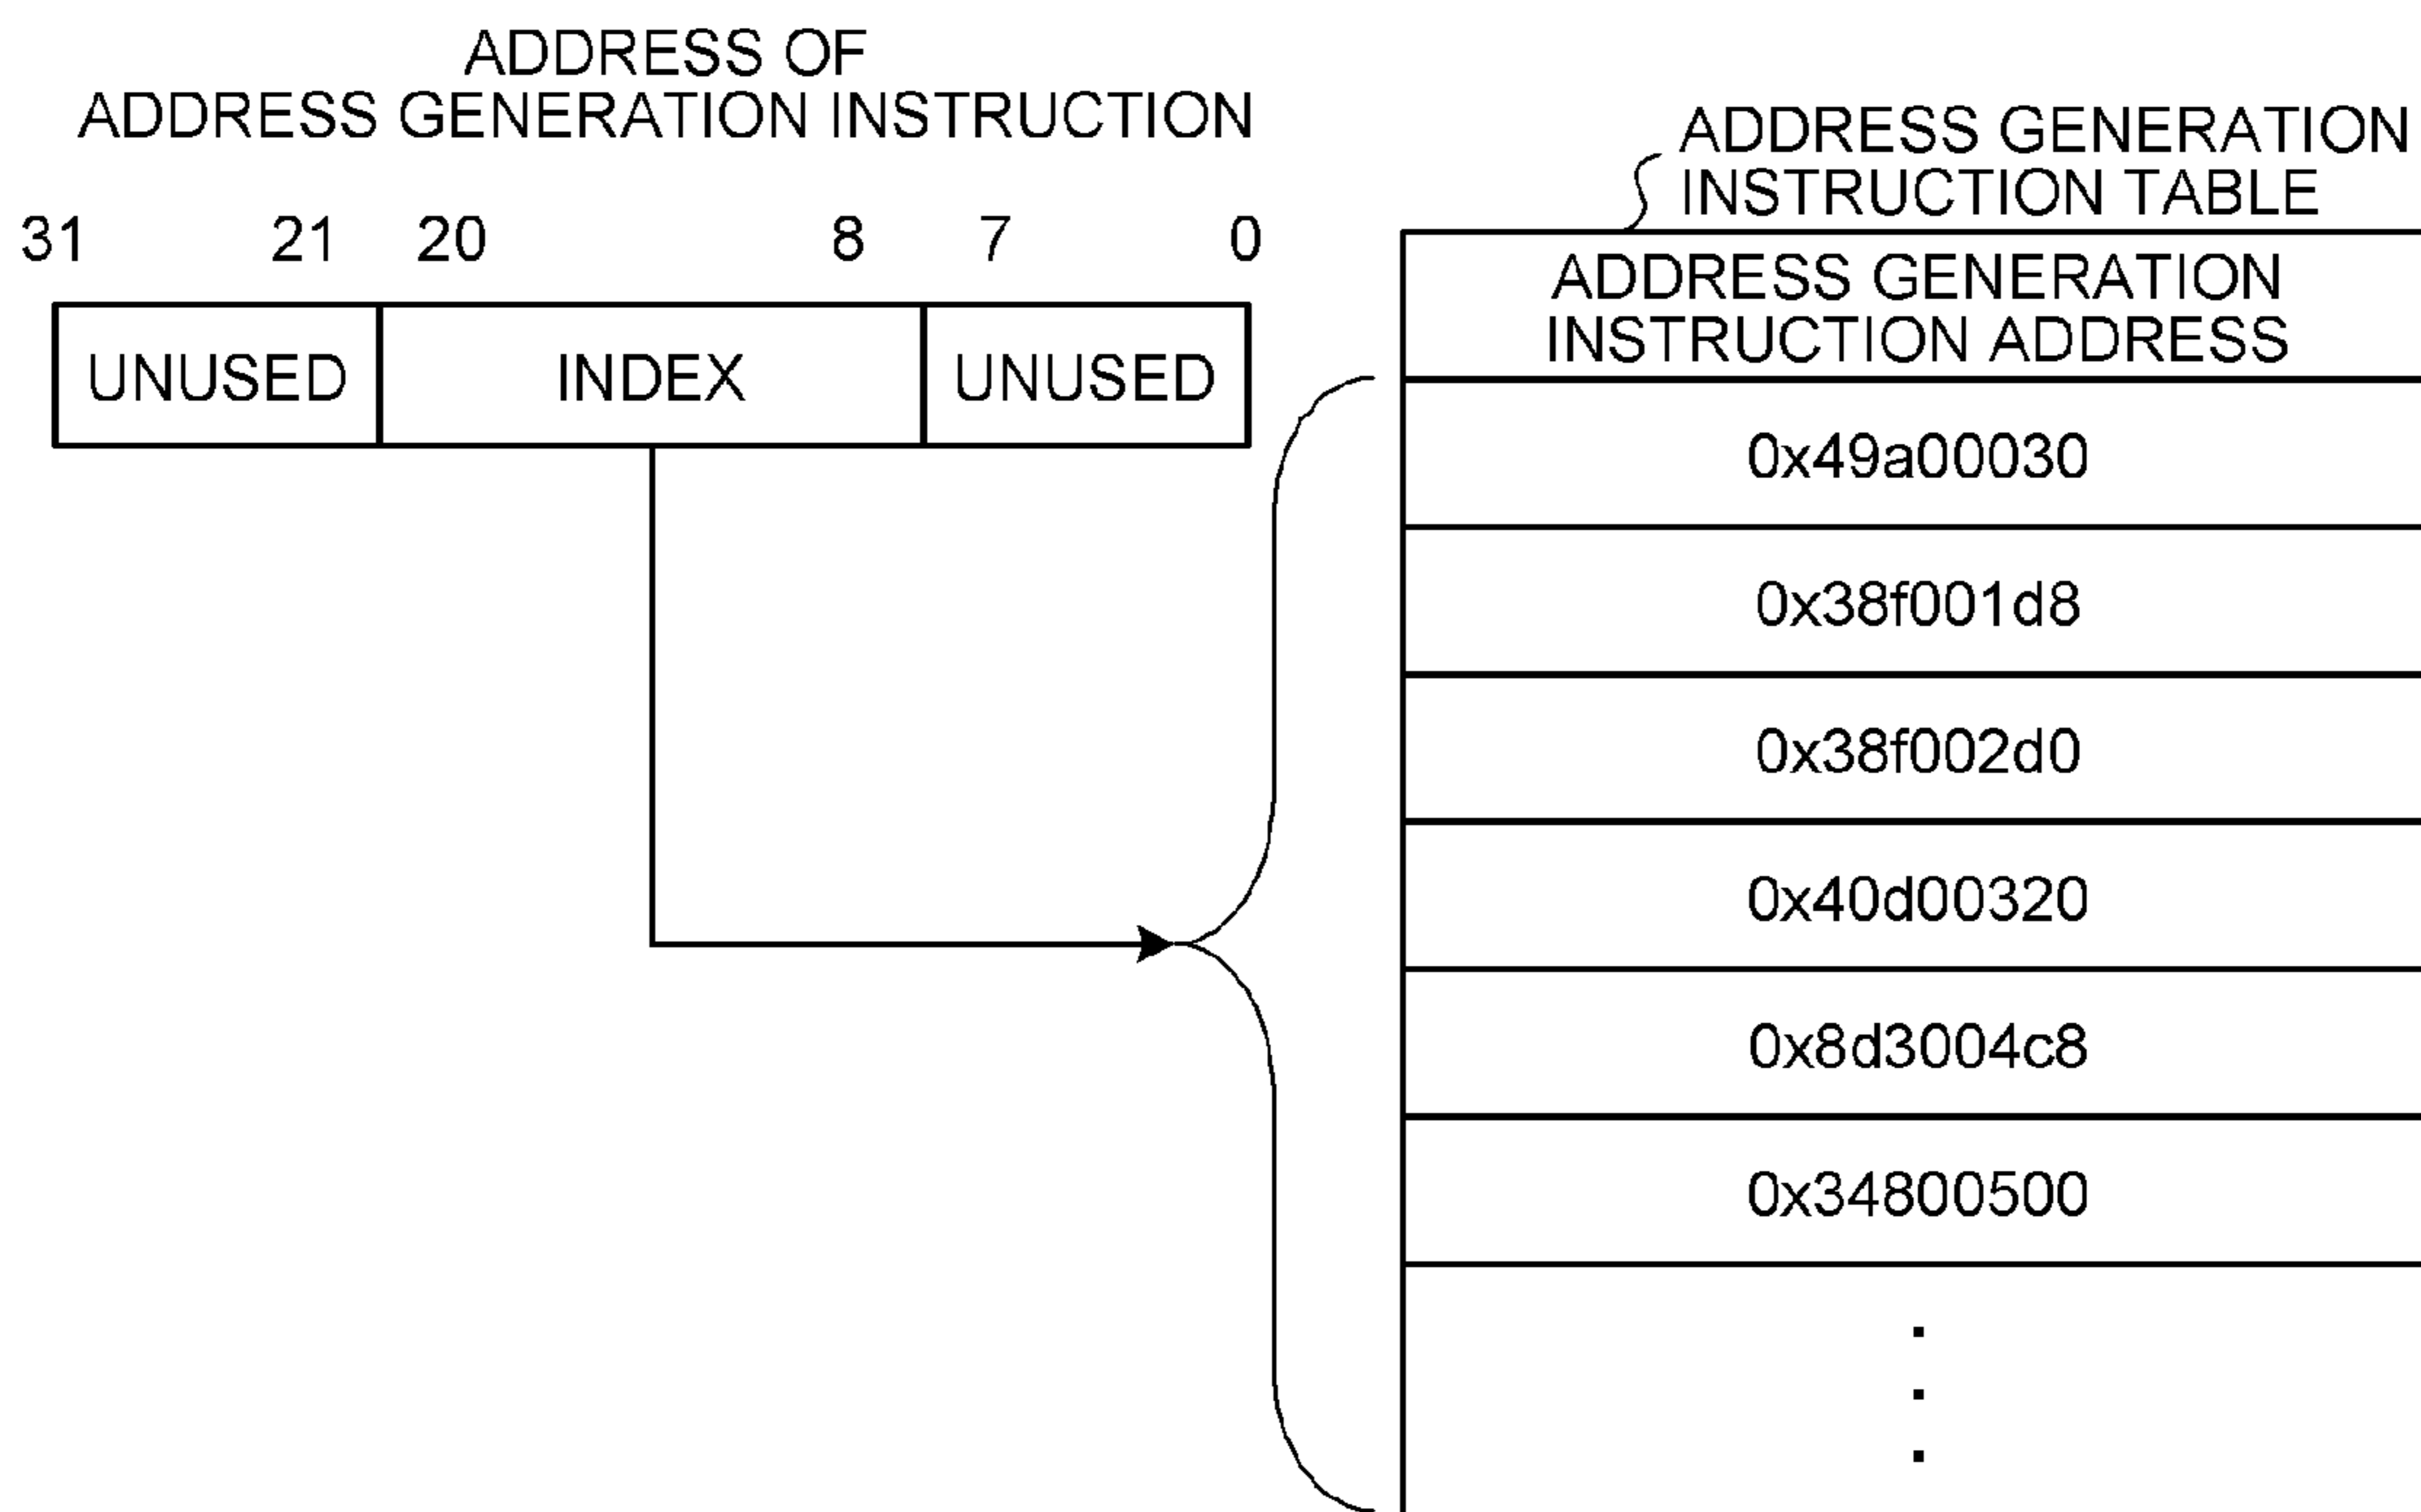 ADDRESS OF
ADDRESS GENERATION INSTRUCTION
31 21 20 8 7 0
UNUSED INDEX UNUSED
ADDRESS GENERATION
INSTRUCTION TABLE
ADDRESS GENERATION
INSTRUCTION ADDRESS
0x49a00030
0x38f001d8
0x38f002d0
0x40d00320
0x8d3004c8
0x34800500